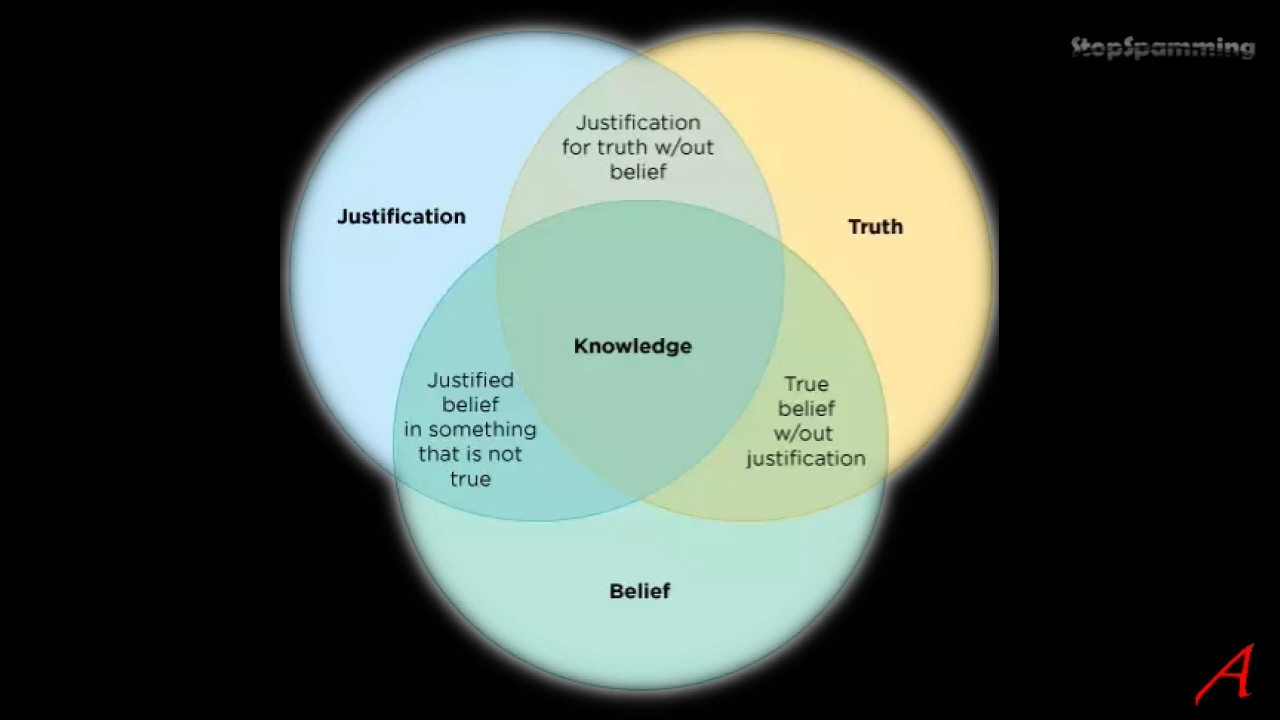 StopSpamming
Justification
for truth w/out
belief
Justification
Truth
Knowledge
Justified
belief
in something
that is not
true
True
belief
w/out
justification
Belief
A